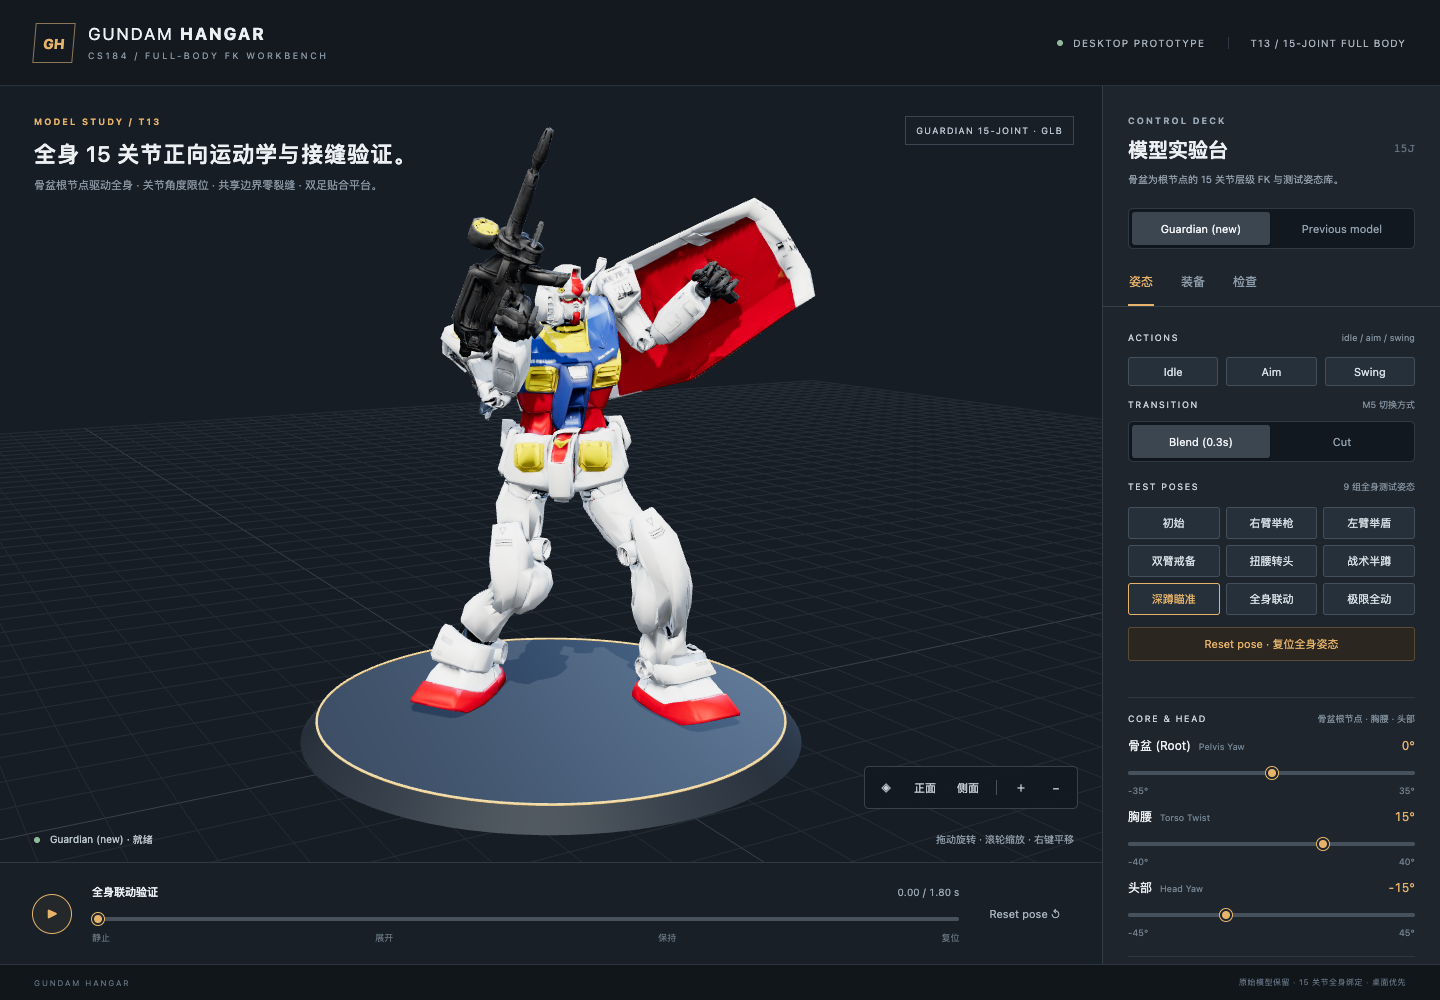 GH
GUNDAM HANGAR
CS184 / FULL-BODY FK WORKBENCH
DESKTOP PROTOTYPE
T13 / 15-JOINT FULL BODY
MODEL STUDY / T13
全身 15 关节正向运动学与接缝验证。
骨盆根节点驱动全身 · 关节角度限位 · 共享边界零裂缝 · 双足贴合平台。
GUARDIAN 15-JOINT · GLB
正面 侧面 + −
Guardian (new) · 就绪
拖动旋转 · 滚轮缩放 · 右键平移
全身联动验证
0.00 / 1.80 s
静止 展开 保持 复位
Reset pose ↺
CONTROL DECK
模型实验台
15J
骨盆为根节点的 15 关节层级 FK 与测试姿态库。
Guardian (new) Previous model
姿态 装备 检查
ACTIONS idle / aim / swing
Idle Aim Swing
TRANSITION M5 切换方式
Blend (0.3s) Cut
TEST POSES 9 组全身测试姿态
初始 右臂举枪 左臂举盾
双臂戒备 扭腰转头 战术半蹲
深蹲瞄准 全身联动 极限全动
Reset pose · 复位全身姿态
CORE & HEAD 骨盆根节点 · 胸腰 · 头部
骨盆 (Root) Pelvis Yaw 0°
-35° 35°
胸腰 Torso Twist 15°
-40° 40°
头部 Head Yaw -15°
-45° 45°
GUNDAM HANGAR
原始模型保留 · 15 关节全身绑定 · 桌面优先